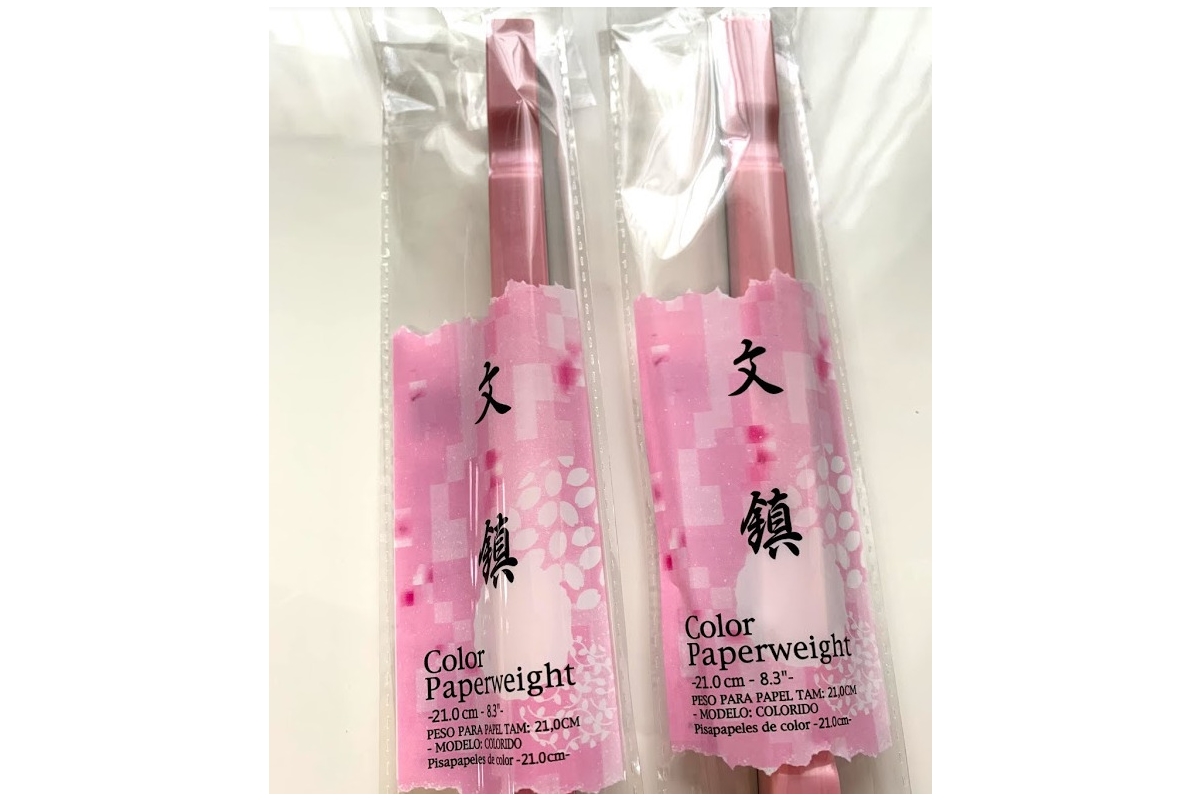 文
鎮
Color
Paperweight
-21.0 cm - 8.3"-
PESO PARA PAPEL TAM: 21,0CM
- MODELO: COLORIDO
Pisapapeles de color -21.0cm-
文
鎮
Color
Paperweight
-21.0 cm - 8.3"-
PESO PARA PAPEL TAM: 21,0CM
- MODELO: COLORIDO
Pisapapeles de color -21.0cm-